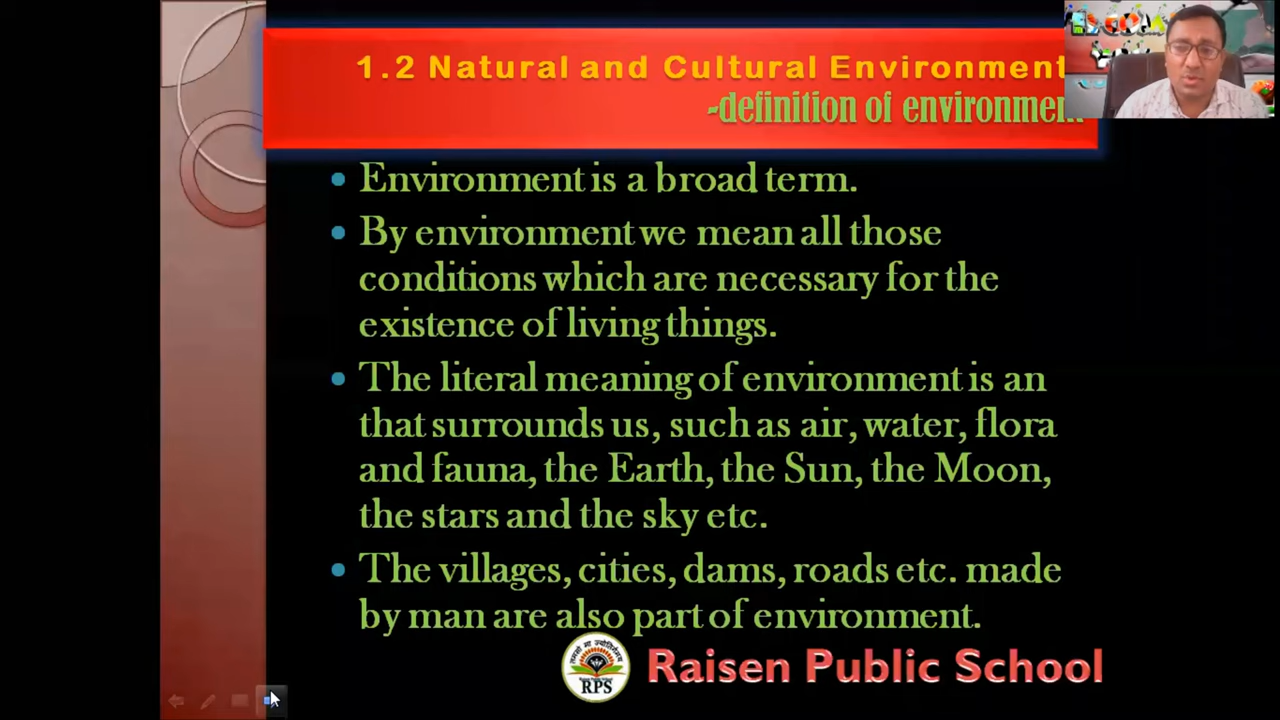 1.2 Natural and Cultural Environment
-definition of environment
Environment is a broad term.
By environment we mean all those
conditions which are necessary for the
existence of living things.
The literal meaning of environment is an
that surrounds us, such as air, water, flora
and fauna, the Earth, the Sun, the Moon,
the stars and the sky etc.
The villages, cities, dams, roads etc. made
by man are also part of environment.
RPS
Raisen Public School